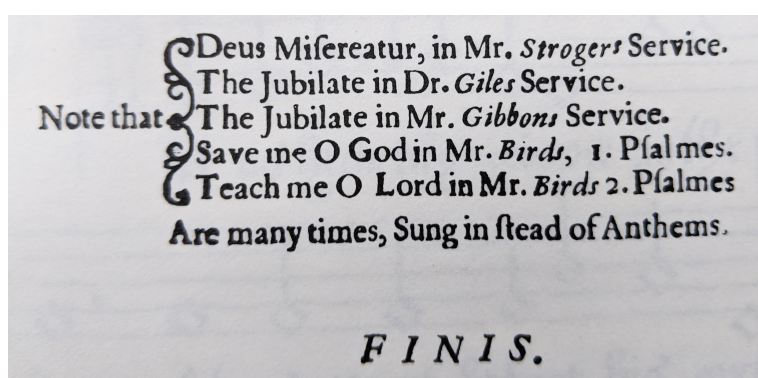 Deus Miſereatur, in Mr. Strogers Service.
The Jubilate in Dr. Giles Service.
Note that The Jubilate in Mr. Gibbons Service.
Save me O God in Mr. Birds, 1. Pſalmes.
Teach me O Lord in Mr. Birds 2. Pſalmes
Are many times, Sung in ſtead of Anthems.
FINIS.